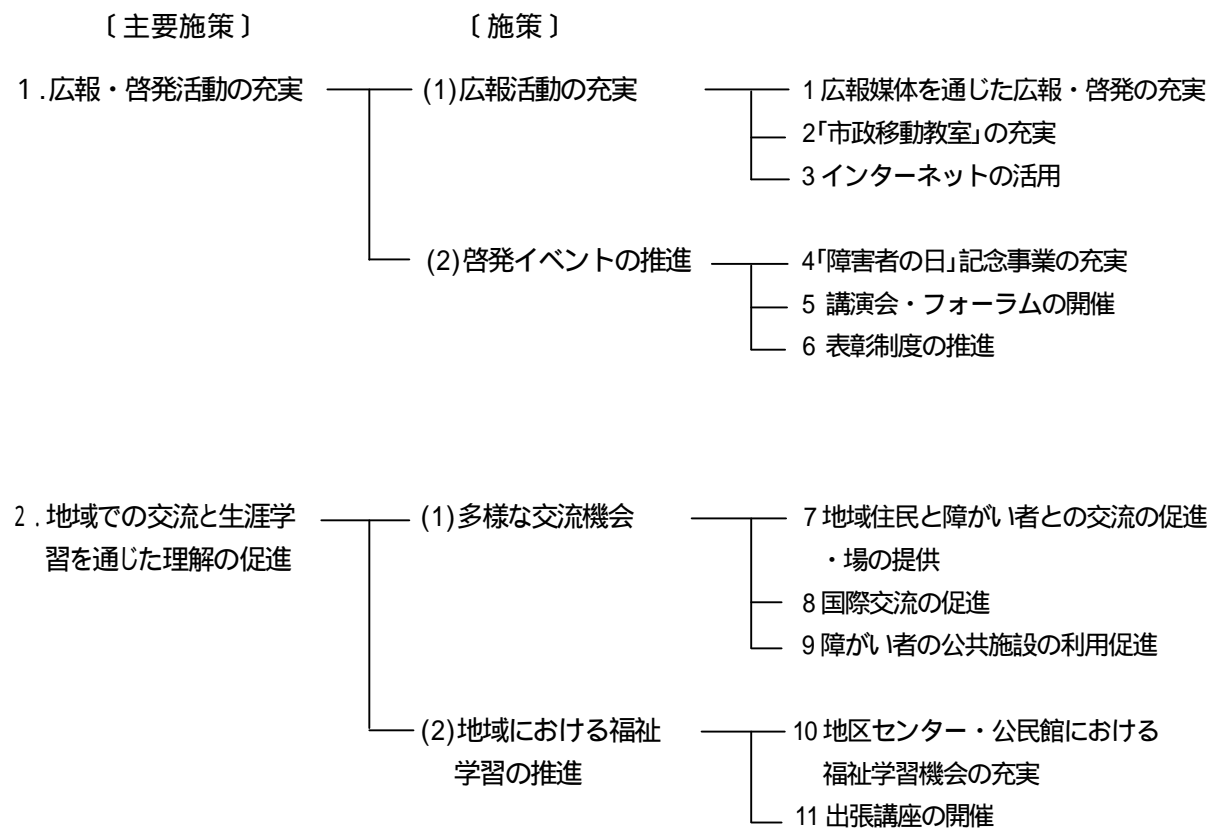 〔主要施策〕 〔施策〕
1.広報・啓発活動の充実 (1)広報活動の充実 1広報媒体を通じた広報・啓発の充実
2「市政移動教室」の充実
3インターネットの活用
(2)啓発イベントの推進 4「障害者の日」記念事業の充実
5 講演会・フォーラムの開催
6 表彰制度の推進
2.地域での交流と生涯学 (1)多様な交流機会 7地域住民と障がい者との交流の促進
習を通じた理解の促進 ・場の提供
8国際交流の促進
9障がい者の公共施設の利用促進
(2)地域における福祉 10地区センター・公民館における
学習の推進 福祉学習機会の充実
11出張講座の開催